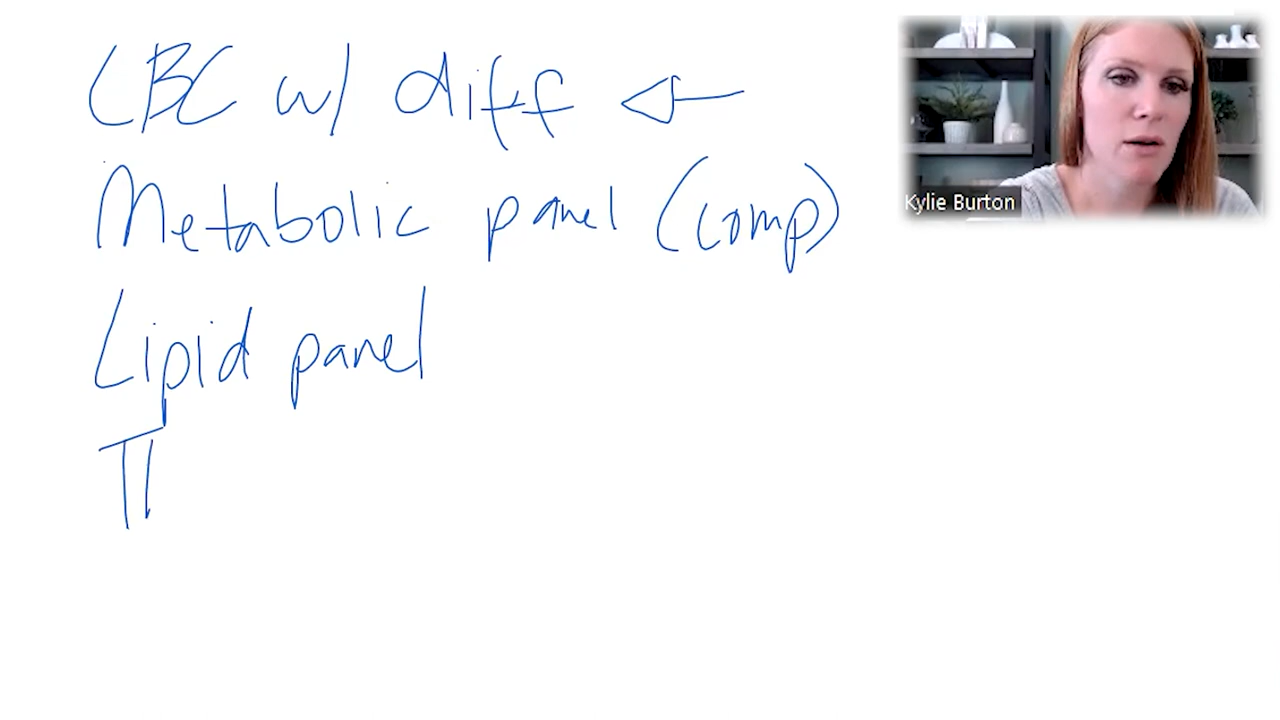 CBC w/ diff ←
Metabolic panel (comp)
Lipid panel
Kylie Burton